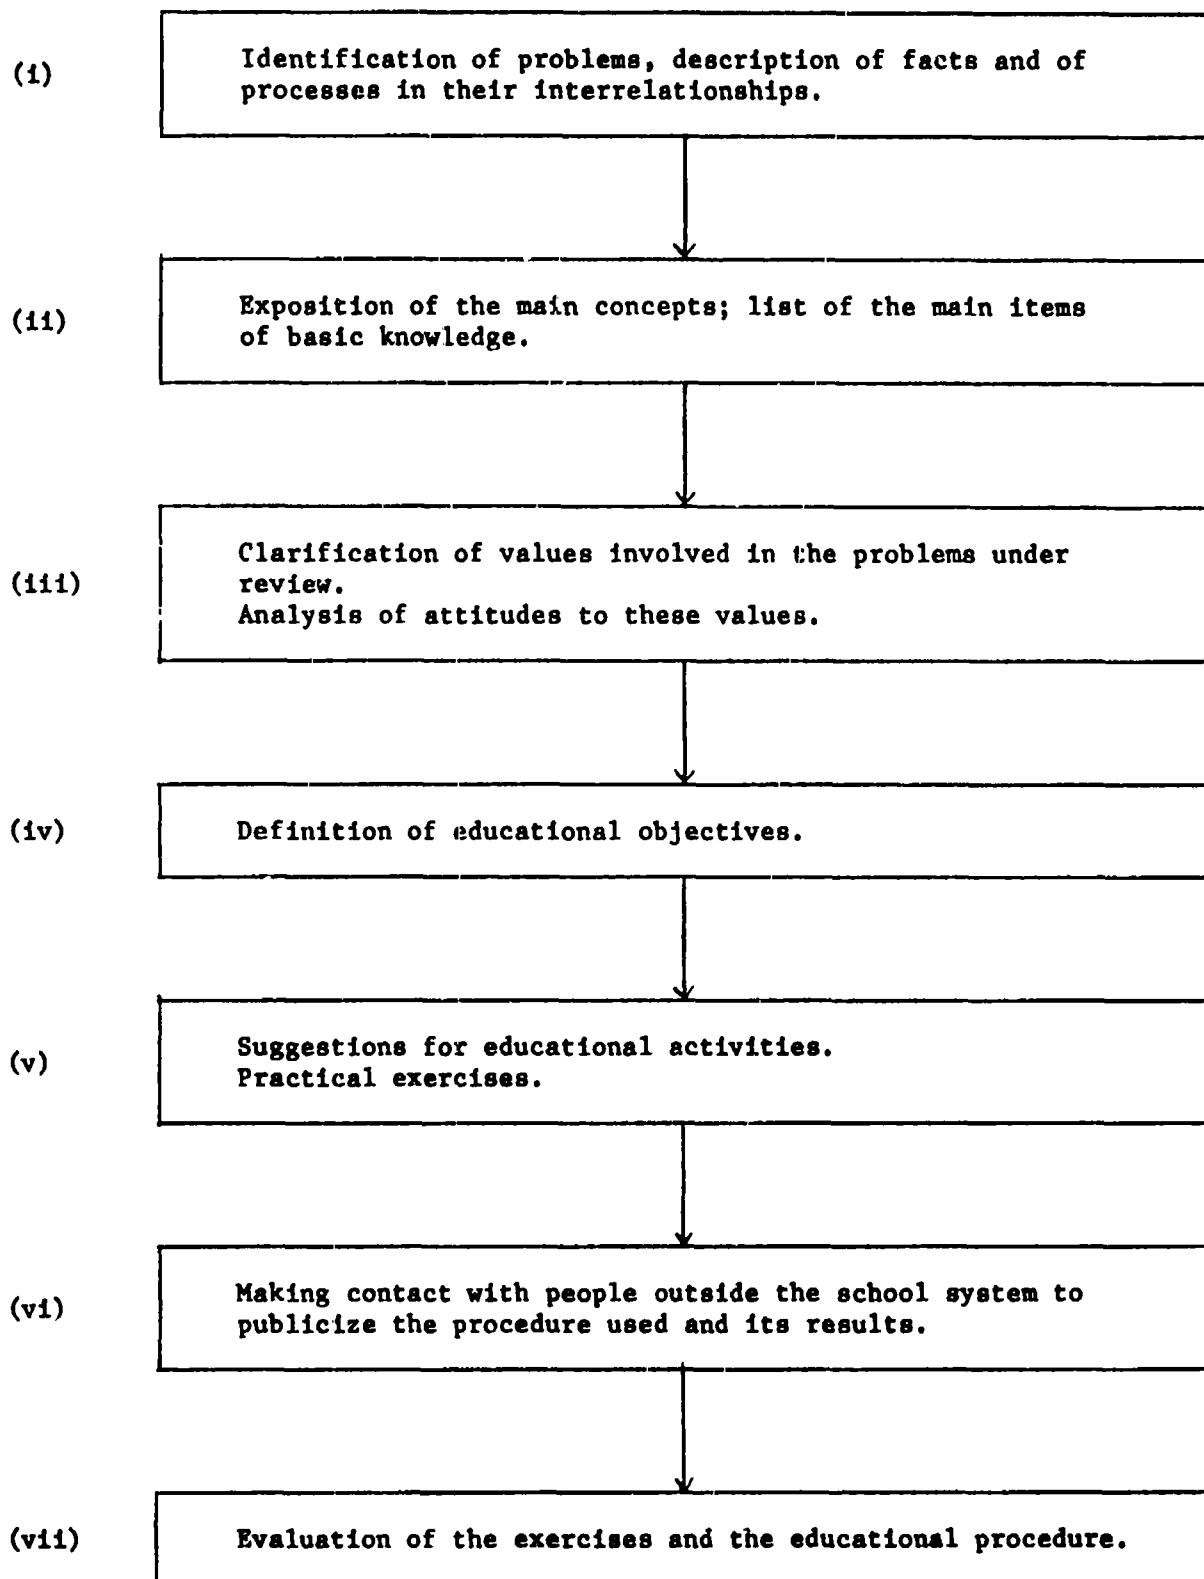 (i)
Identification of problems, description of facts and of
processes in their interrelationships.
(ii)
Exposition of the main concepts; list of the main items
of basic knowledge.
(iii)
Clarification of values involved in the problems under
review.
Analysis of attitudes to these values.
(iv)
Definition of educational objectives.
(v)
Suggestions for educational activities.
Practical exercises.
(vi)
Making contact with people outside the school system to
publicize the procedure used and its results.
(vii)
Evaluation of the exercises and the educational procedure.